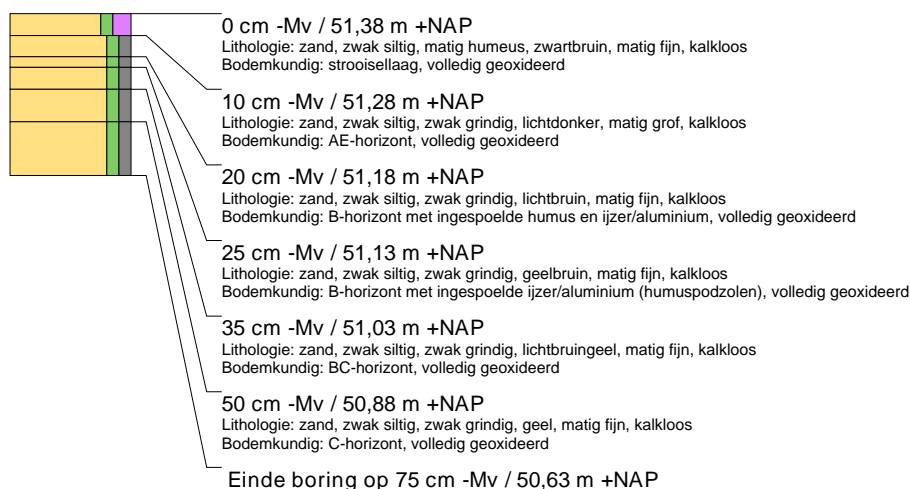 0 cm -Mv / 51,38 m +NAP
Lithologie: zand, zwak siltig, matig humeus, zwartbruin, matig fijn, kalkloos
Bodemkundig: strooisellaag, volledig geoxideerd
10 cm -Mv / 51,28 m +NAP
Lithologie: zand, zwak siltig, zwak grindig, lichtdonker, matig grof, kalkloos
Bodemkundig: AE-horizont, volledig geoxideerd
20 cm -Mv / 51,18 m +NAP
Lithologie: zand, zwak siltig, zwak grindig, lichtbruin, matig fijn, kalkloos
Bodemkundig: B-horizont met ingespoelde humus en ijzer/aluminium, volledig geoxideerd
25 cm -Mv / 51,13 m +NAP
Lithologie: zand, zwak siltig, zwak grindig, geelbruin, matig fijn, kalkloos
Bodemkundig: B-horizont met ingespoelde ijzer/aluminium (humuspodzolen), volledig geoxideerd
35 cm -Mv / 51,03 m +NAP
Lithologie: zand, zwak siltig, zwak grindig, lichtbruingeel, matig fijn, kalkloos
Bodemkundig: BC-horizont, volledig geoxideerd
50 cm -Mv / 50,88 m +NAP
Lithologie: zand, zwak siltig, zwak grindig, geel, matig fijn, kalkloos
Bodemkundig: C-horizont, volledig geoxideerd
Einde boring op 75 cm -Mv / 50,63 m +NAP